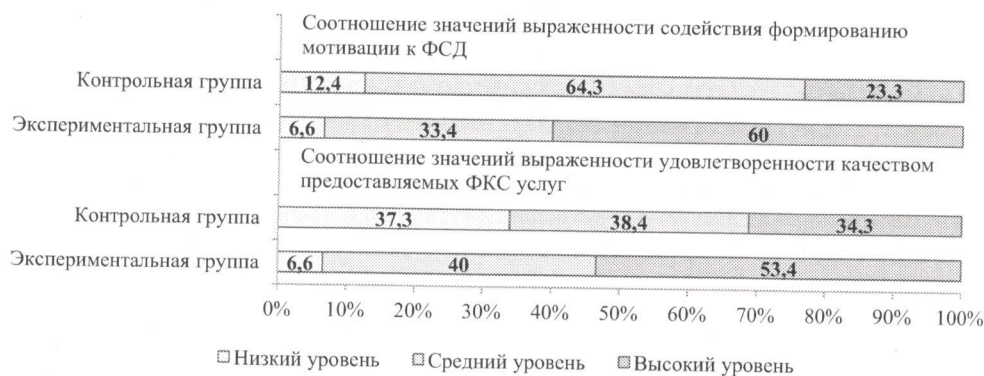 Соотношение значений выраженности содействия формированию
мотивации к ФСД
Контрольная группа
12,4 64,3 23,3
Экспериментальная группа
6,6 33,4 60
Соотношение значений выраженности удовлетворенности качеством
предоставляемых ФКС услуг
Контрольная группа
37,3 38,4 34,3
Экспериментальная группа
6,6 40 53,4
0% 10% 20% 30% 40% 50% 60% 70% 80% 90% 100%
Низкий уровень Средний уровень Высокий уровень